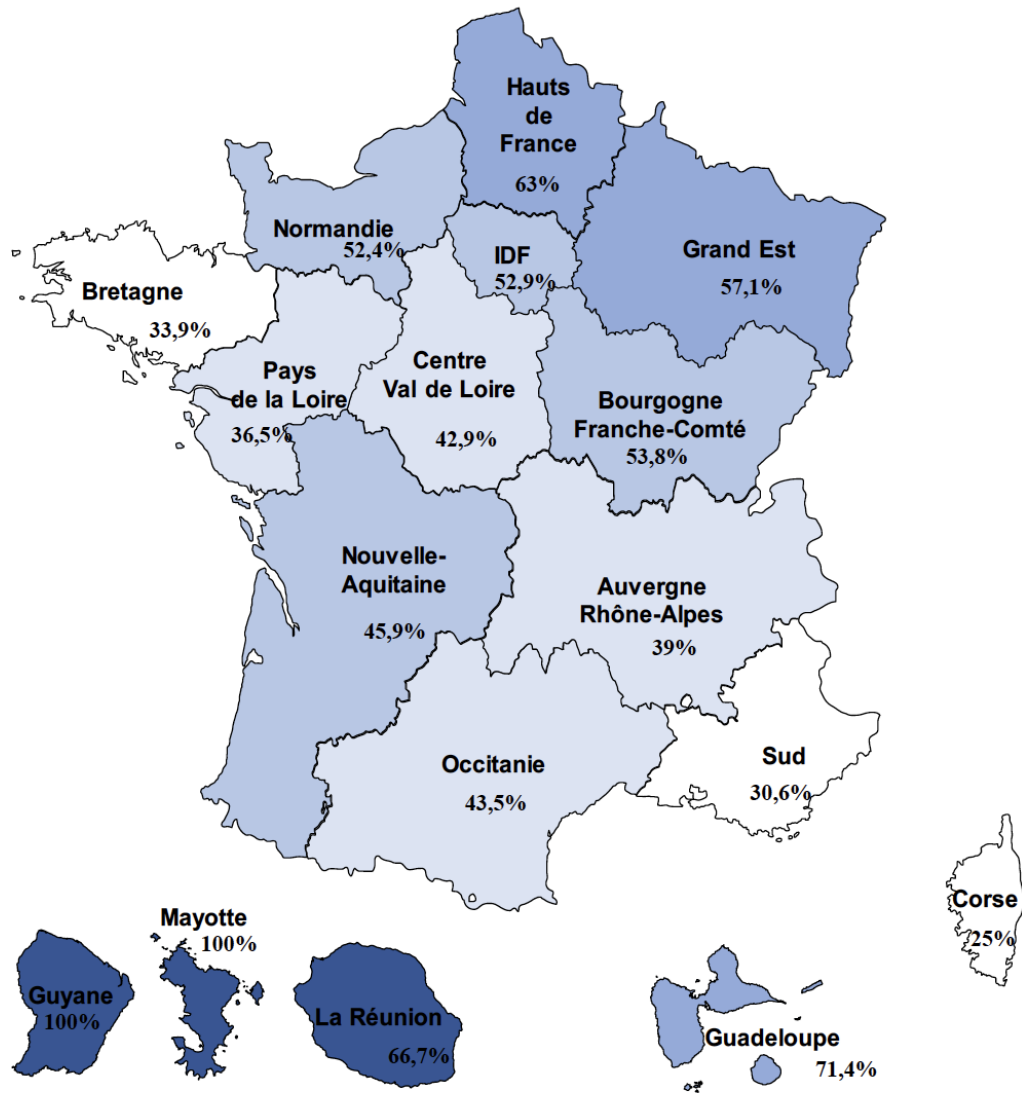 Hauts
de
France
63%
Normandie
52,4%
IDF
52,9%
Grand Est
57,1%
Bretagne
33,9%
Pays
de la Loire
36,5%
Centre
Val de Loire
42,9%
Bourgogne
Franche-Comté
53,8%
Nouvelle-
Aquitaine
45,9%
Auvergne
Rhône-Alpes
39%
Occitanie
43,5%
Sud
30,6%
Corse
25%
Mayotte
100%
Guyane
100%
La Réunion
66,7%
Guadeloupe
71,4%